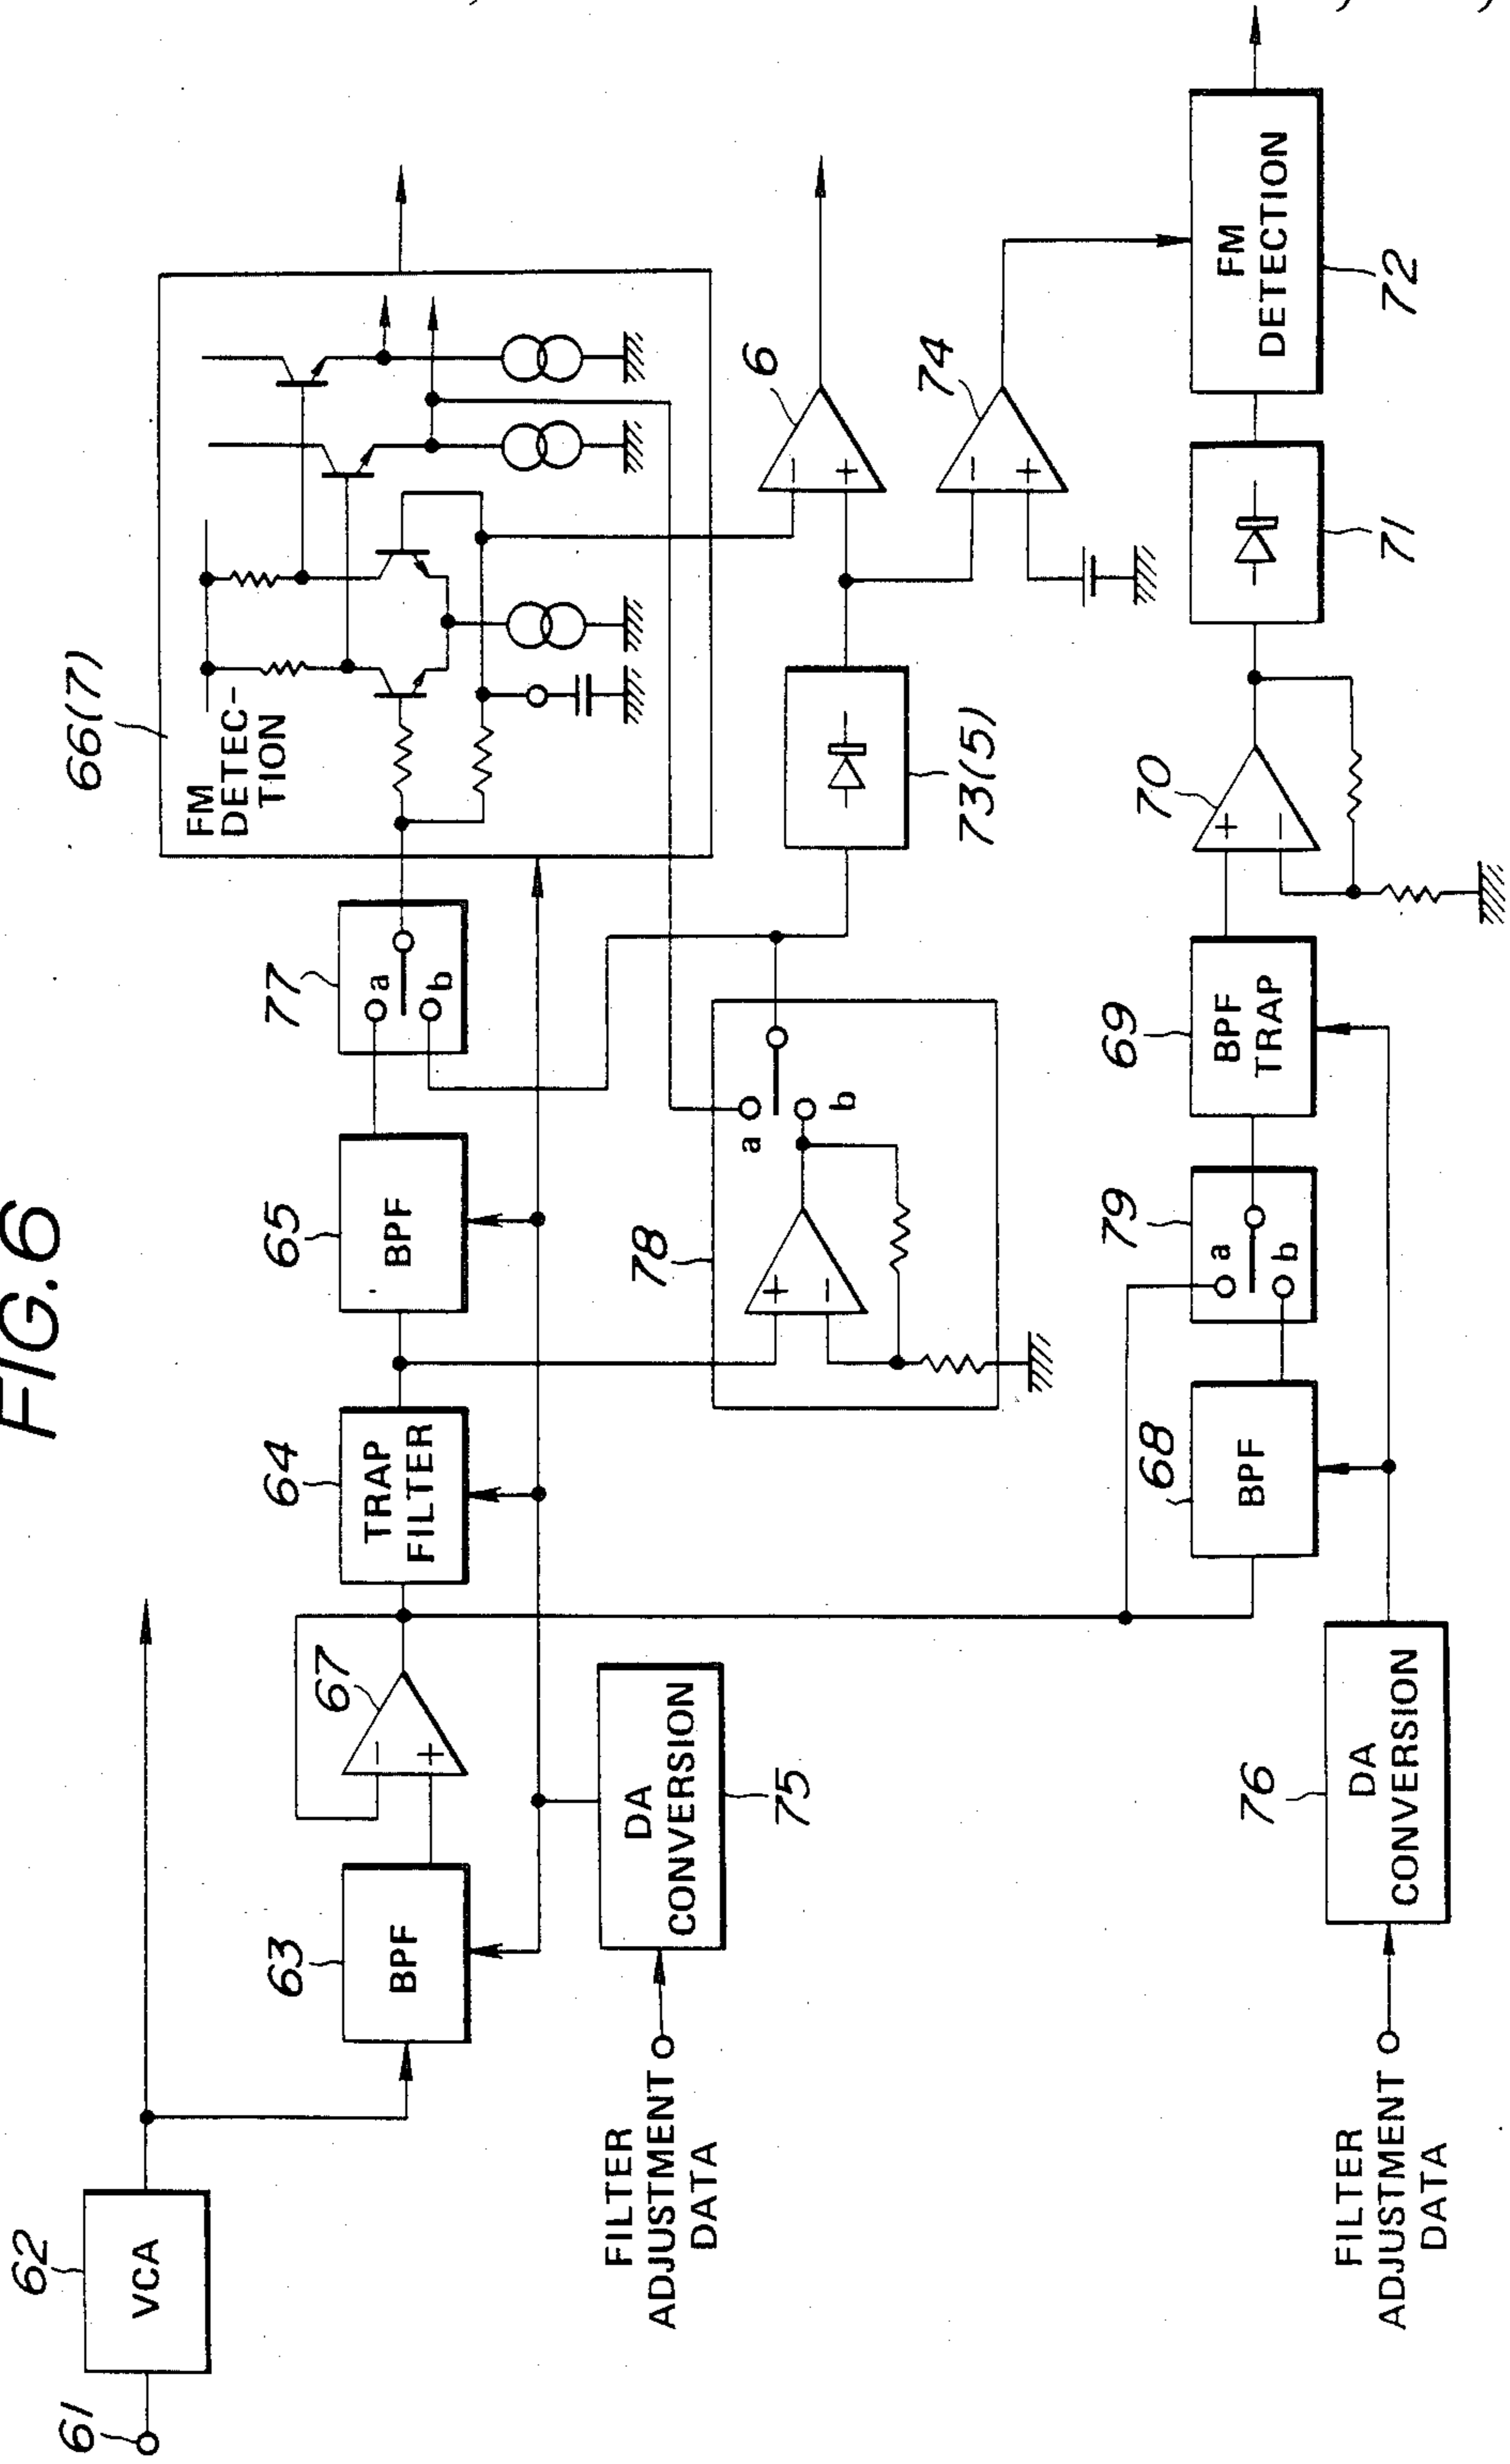 FIG.6
61
62
VCA
63
BPF
67
−
+
64
TRAP
FILTER
65
BPF
77
a
b
66(7)
FM
DETEC-
TION
FILTER
ADJUSTMENT
DATA
DA
CONVERSION
75
78
+
−
a
b
73(5)
6
−
+
74
−
+
FILTER
ADJUSTMENT
DATA
76
DA
CONVERSION
68
BPF
79
a
b
69
BPF
TRAP
70
+
−
71
FM
DETECTION
72